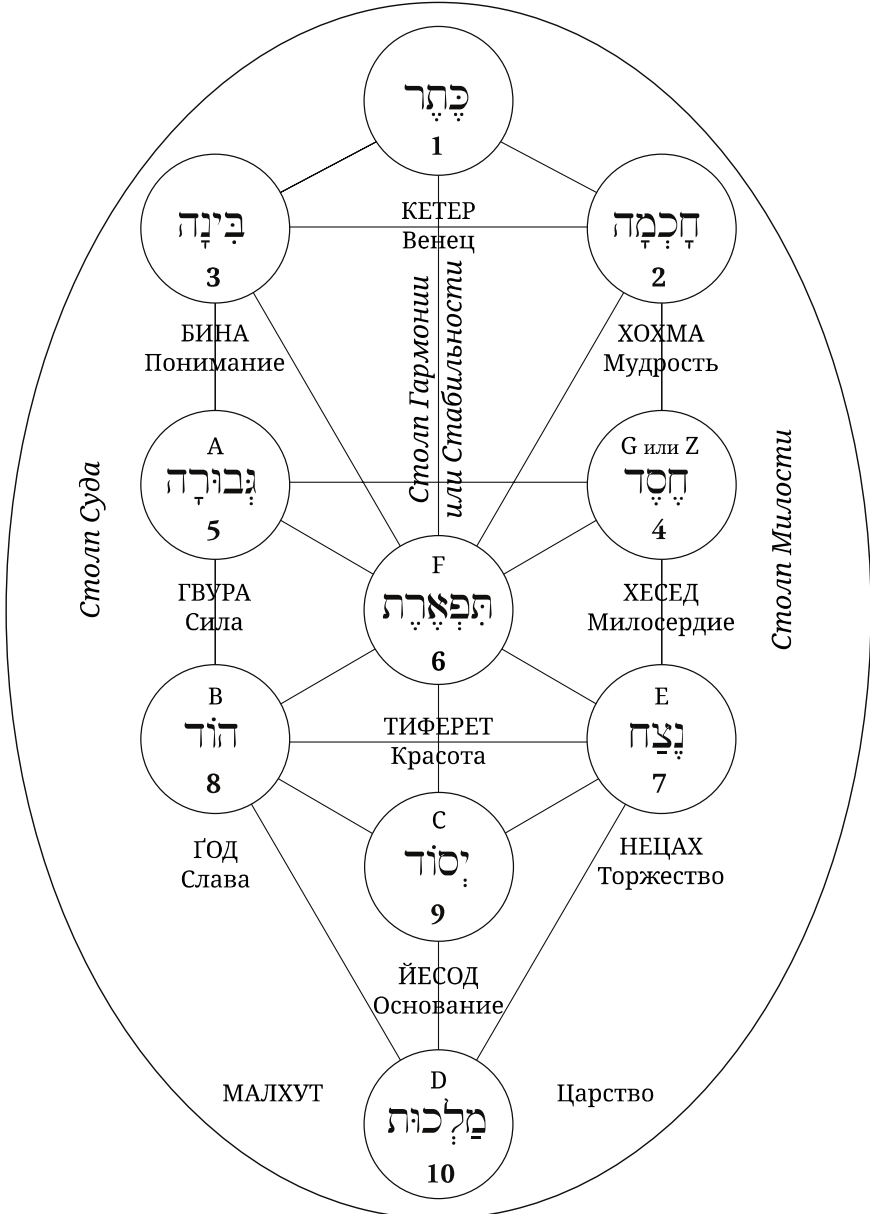 כֶּתֶר
1
КЕТЕР
Венец
בִּינָה
3
חָכְמָה
2
БИНА
Понимание
ХОХМА
Мудрость
Столп Гармонии
или Стабильности
Столп Суда
Столп Милости
A
גְּבוּרָה
5
G или Z
חֶסֶד
4
ГВУРА
Сила
ХЕСЕД
Милосердие
F
תִּפְאֶרֶת
6
ТИФЕРЕТ
Красота
B
הוֹד
8
E
נֶצַח
7
ҐОД
Слава
НЕЦАХ
Торжество
C
יְסוֹד
9
ЙЕСОД
Основание
МАЛХУТ
Царство
D
מַלְכוּת
10